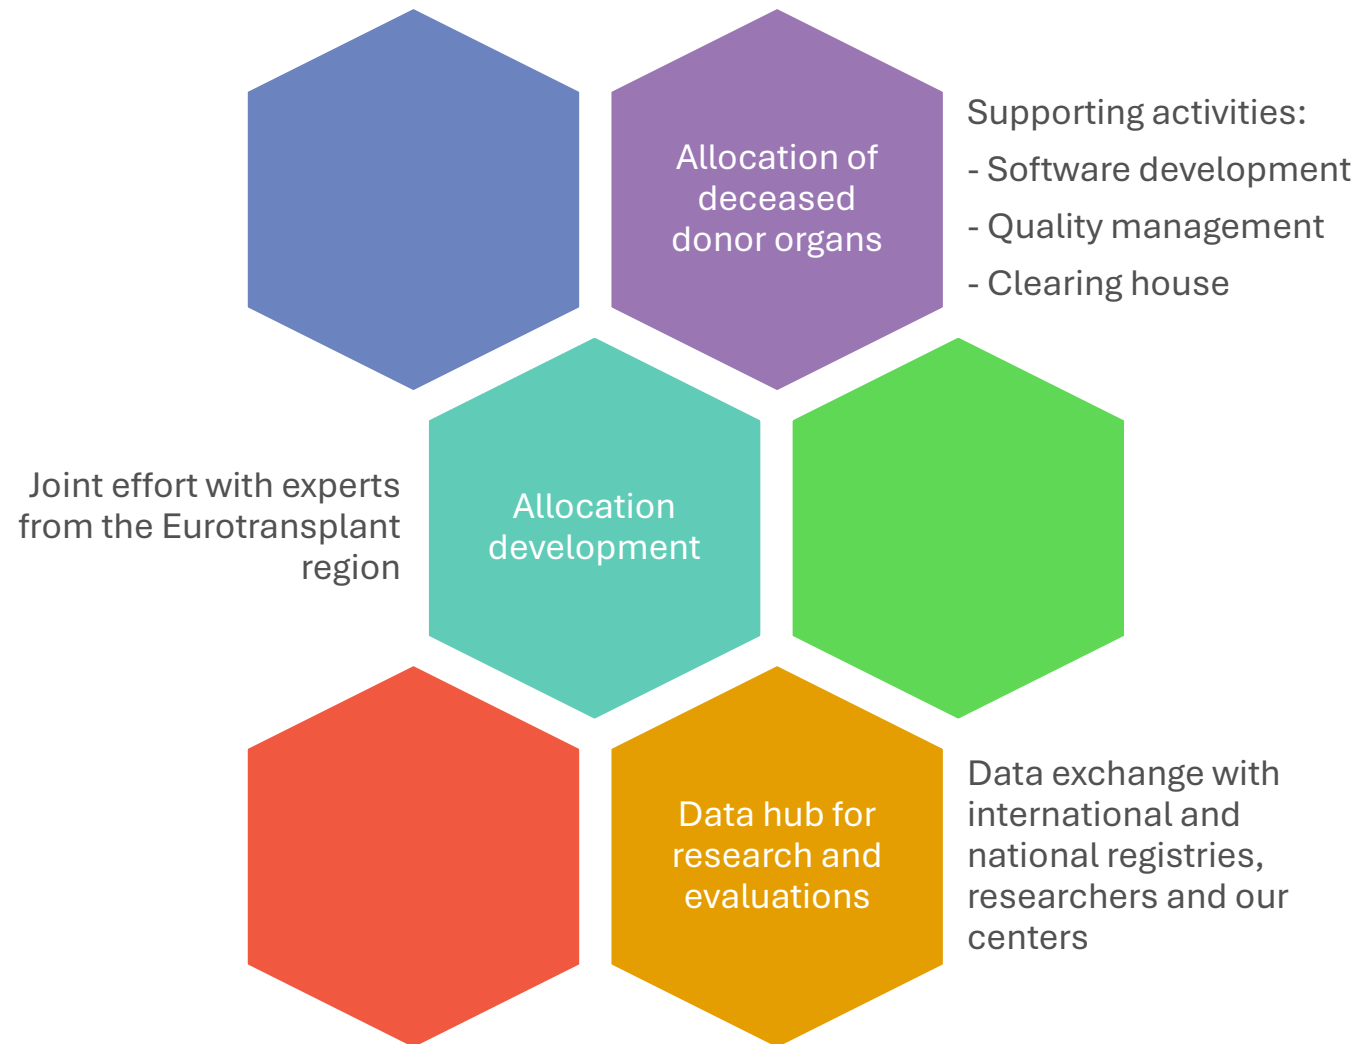 Allocation of
deceased
donor organs
Supporting activities:
- Software development
- Quality management
- Clearing house
Joint effort with experts
from the Eurotransplant
region
Allocation
development
Data hub for
research and
evaluations
Data exchange with
international and
national registries,
researchers and our
centers